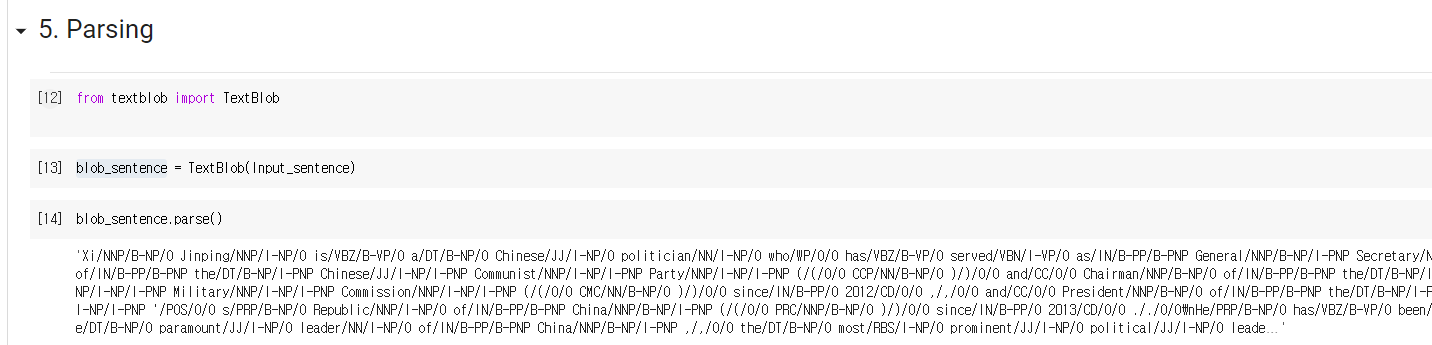 5. Parsing
[12] from textblob import TextBlob
[13] blob_sentence = TextBlob(Input_sentence)
[14] blob_sentence.parse()
'Xi/NNP/B-NP/O Jinping/NNP/I-NP/O is/VBZ/B-VP/O a/DT/B-NP/O Chinese/JJ/I-NP/O politician/NN/I-NP/O who/WP/O/O has/VBZ/B-VP/O served/VBN/I-VP/O as/IN/B-PP/B-PNP General/NNP/B-NP/I-PNP Secretary/N
of/IN/B-PP/B-PNP the/DT/B-NP/I-PNP Chinese/JJ/I-NP/I-PNP Communist/NNP/I-NP/I-PNP Party/NNP/I-NP/I-PNP (/(/O/O CCP/NN/B-NP/O )/)/O/O and/CC/O/O Chairman/NNP/B-NP/O of/IN/B-PP/B-PNP the/DT/B-NP/I
NP/I-NP/I-PNP Military/NNP/I-NP/I-PNP Commission/NNP/I-NP/I-PNP (/(/O/O CMC/NN/B-NP/O )/)/O/O since/IN/B-PP/O 2012/CD/O/O ,/,/O/O and/CC/O/O President/NNP/B-NP/O of/IN/B-PP/B-PNP the/DT/B-NP/I-P
I-NP/I-PNP '/POS/O/O s/PRP/B-NP/O Republic/NNP/I-NP/O of/IN/B-PP/B-PNP China/NNP/B-NP/I-PNP (/(/O/O PRC/NNP/B-NP/O )/)/O/O since/IN/B-PP/O 2013/CD/O/O ././O/O\nHe/PRP/B-NP/O has/VBZ/B-VP/O been/
e/DT/B-NP/O paramount/JJ/I-NP/O leader/NN/I-NP/O of/IN/B-PP/B-PNP China/NNP/B-NP/I-PNP ,/,/O/O the/DT/B-NP/O most/RBS/I-NP/O prominent/JJ/I-NP/O political/JJ/I-NP/O leade...'